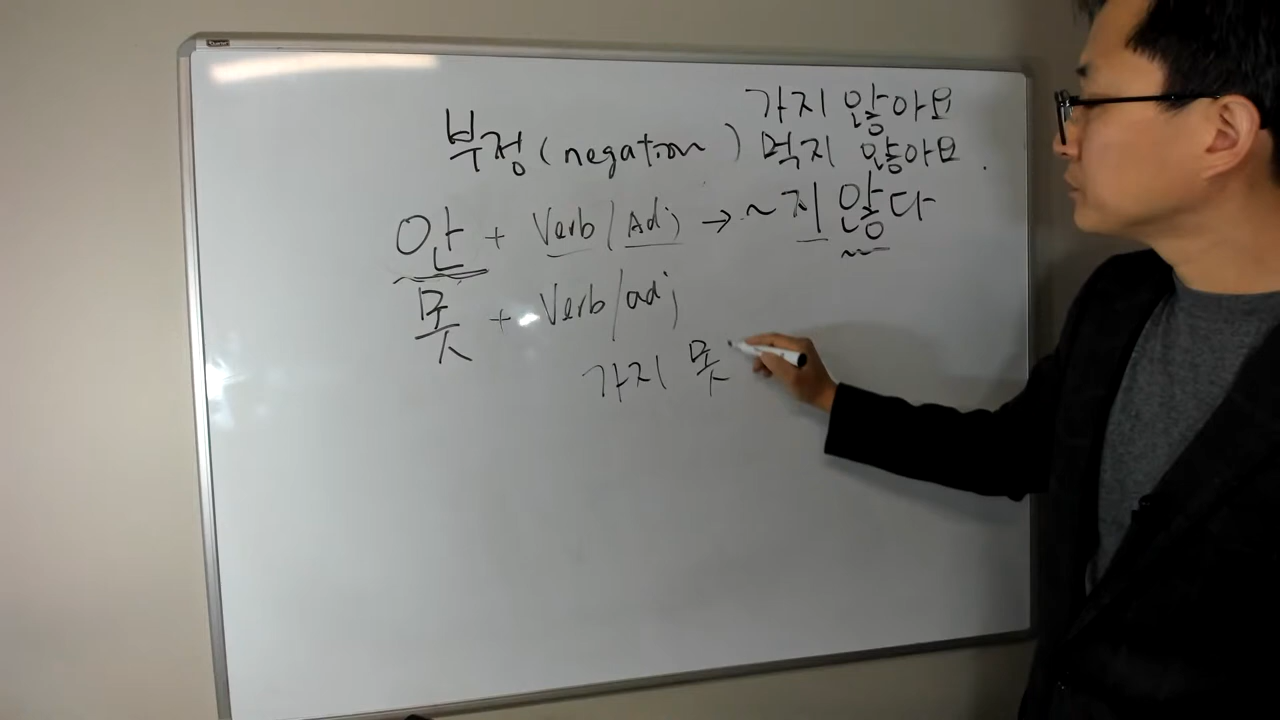 가지 않아요
부정 (negation) 먹지 않아요.
안 + Verb / Adj → ~지 않다
못 + Verb / adj
가지 못